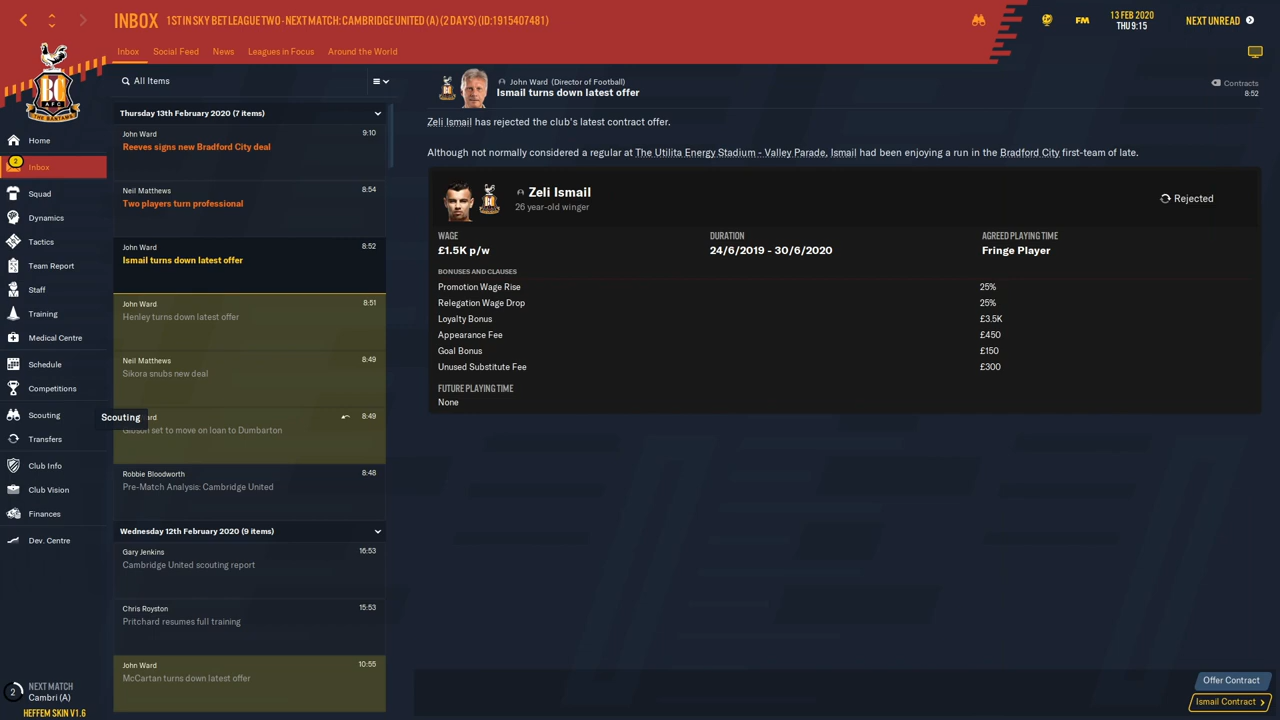 INBOX
1ST IN SKY BET LEAGUE TWO - NEXT MATCH: CAMBRIDGE UNITED (A) (2 DAYS) (ID:1915407481)
FM
13 FEB 2020
THU 9:15
NEXT UNREAD
Inbox
Social Feed
News
Leagues in Focus
Around the World
BC
AFC
THE BANTAMS
Home
2
Inbox
Squad
Dynamics
Tactics
Team Report
Staff
Training
Medical Centre
Schedule
Competitions
Scouting
Transfers
Club Info
Club Vision
Finances
Dev. Centre
2
NEXT MATCH
Cambri (A)
HEFFEM SKIN V1.6
All Items
Thursday 13th February 2020 (7 items)
John Ward 9:10
Reeves signs new Bradford City deal
Neil Matthews 8:54
Two players turn professional
John Ward 8:52
Ismail turns down latest offer
John Ward 8:51
Henley turns down latest offer
Neil Matthews 8:49
Sikora snubs new deal
Scouting
ard 8:49
Gibson set to move on loan to Dumbarton
Robbie Bloodworth 8:48
Pre-Match Analysis: Cambridge United
Wednesday 12th February 2020 (9 items)
Gary Jenkins 16:53
Cambridge United scouting report
Chris Royston 15:53
Pritchard resumes full training
John Ward 10:55
McCartan turns down latest offer
John Ward (Director of Football)
Ismail turns down latest offer
Contracts
8:52
Zeli Ismail has rejected the club's latest contract offer.
Although not normally considered a regular at The Utilita Energy Stadium - Valley Parade, Ismail had been enjoying a run in the Bradford City first-team of late.
Zeli Ismail
26 year-old winger
Rejected
WAGE
£1.5K p/w
DURATION
24/6/2019 - 30/6/2020
AGREED PLAYING TIME
Fringe Player
BONUSES AND CLAUSES
Promotion Wage Rise 25%
Relegation Wage Drop 25%
Loyalty Bonus £3.5K
Appearance Fee £450
Goal Bonus £150
Unused Substitute Fee £300
FUTURE PLAYING TIME
None
Offer Contract
Ismail Contract